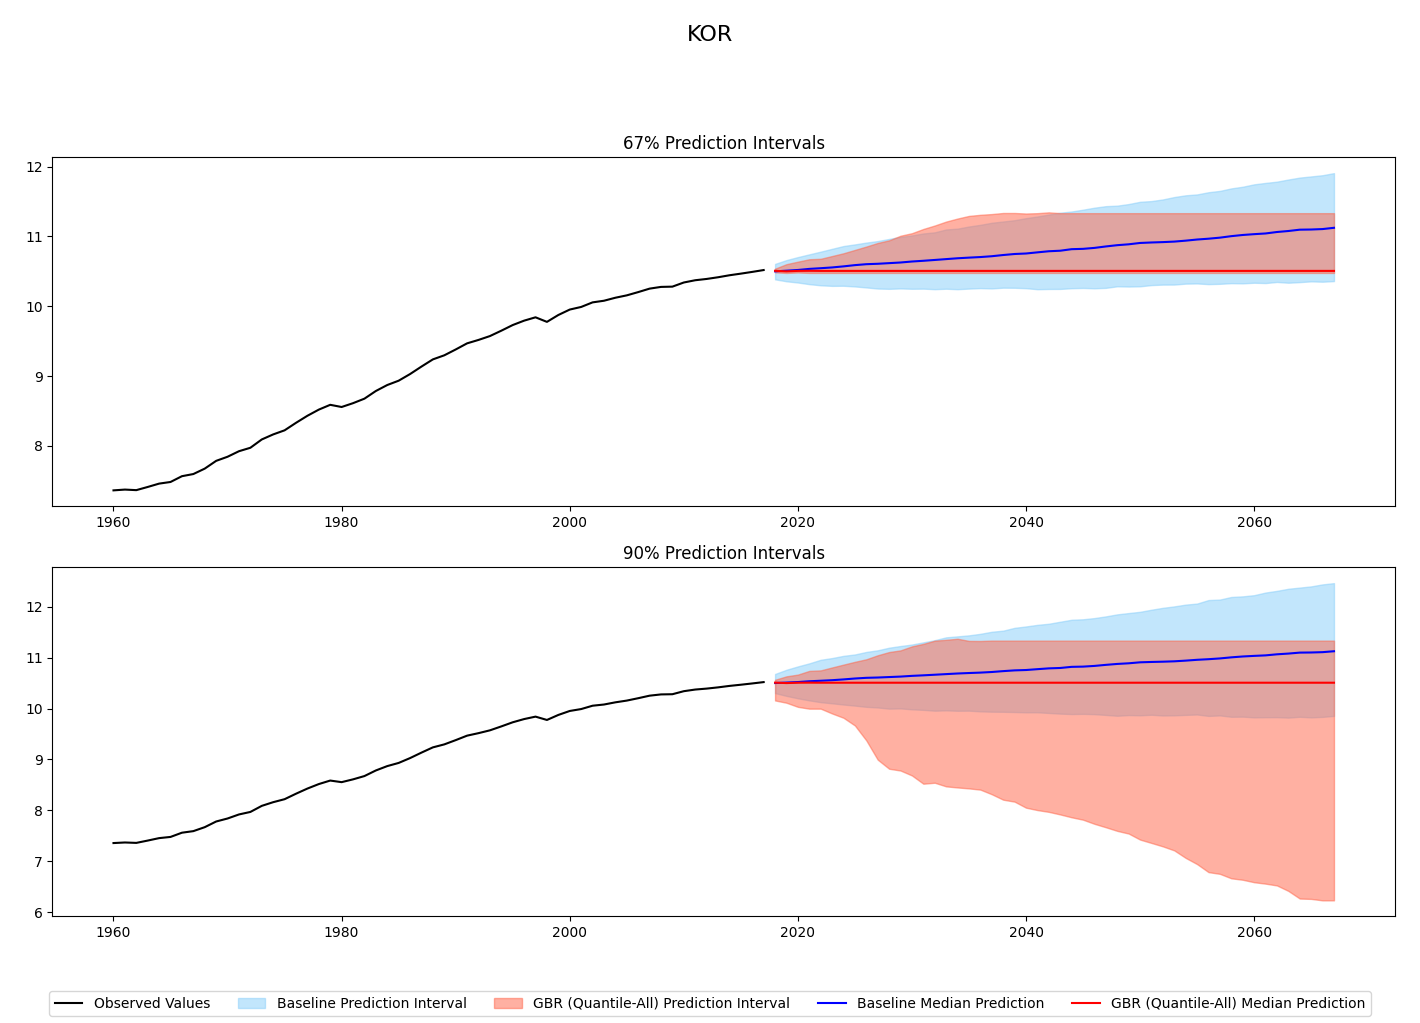 KOR
67% Prediction Intervals
12
11
10
9
8
1960 1980 2000 2020 2040 2060
90% Prediction Intervals
12
11
10
9
8
7
6
1960 1980 2000 2020 2040 2060
Observed Values Baseline Prediction Interval GBR (Quantile-All) Prediction Interval Baseline Median Prediction GBR (Quantile-All) Median Prediction